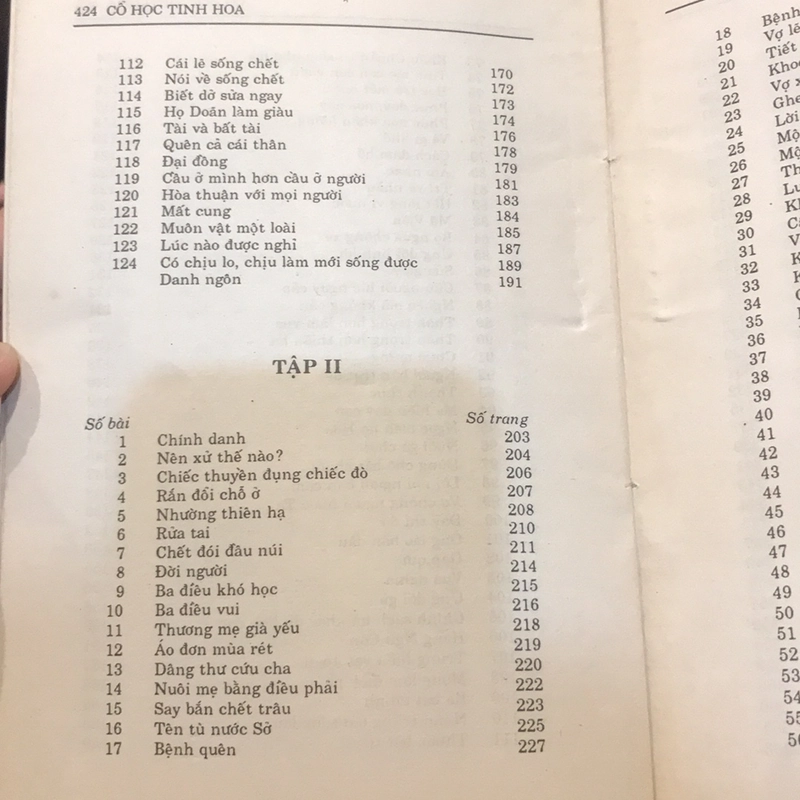 424 CỔ HỌC TINH HOA
112 Cái lẽ sống chết 170
113 Nói về sống chết 172
114 Biết dở sửa ngay 173
115 Họ Doãn làm giàu 174
116 Tài và bất tài 176
117 Quên cả cái thân 178
118 Đại đồng 179
119 Cầu ở mình hơn cầu ở người 181
120 Hòa thuận với mọi người 183
121 Mất cung 184
122 Muôn vật một loài 185
123 Lúc nào được nghỉ 187
124 Có chịu lo, chịu làm mới sống được 189
Danh ngôn 191
TẬP II
Số bài Số trang
1 Chính danh 203
2 Nên xử thế nào? 204
3 Chiếc thuyền đụng chiếc đò 206
4 Rắn đổi chỗ ở 207
5 Nhường thiên hạ 208
6 Rửa tai 210
7 Chết đói đầu núi 211
8 Đời người 214
9 Ba điều khó học 215
10 Ba điều vui 216
11 Thương mẹ già yếu 218
12 Áo đơn mùa rét 219
13 Dâng thư cứu cha 220
14 Nuôi mẹ bằng điều phải 222
15 Say bắn chết trâu 223
16 Tên tù nước Sở 225
17 Bệnh quên 227
18 Bệnh
19 Vợ lẽ
20 Tiết
21
22 Vợ
23
24 Lời
25
26
27
28
29
30
31
32
33
34
35
36
37
38
39
40
41
42
43
44
45
46
47
48
49
50
51
52
53
54
55